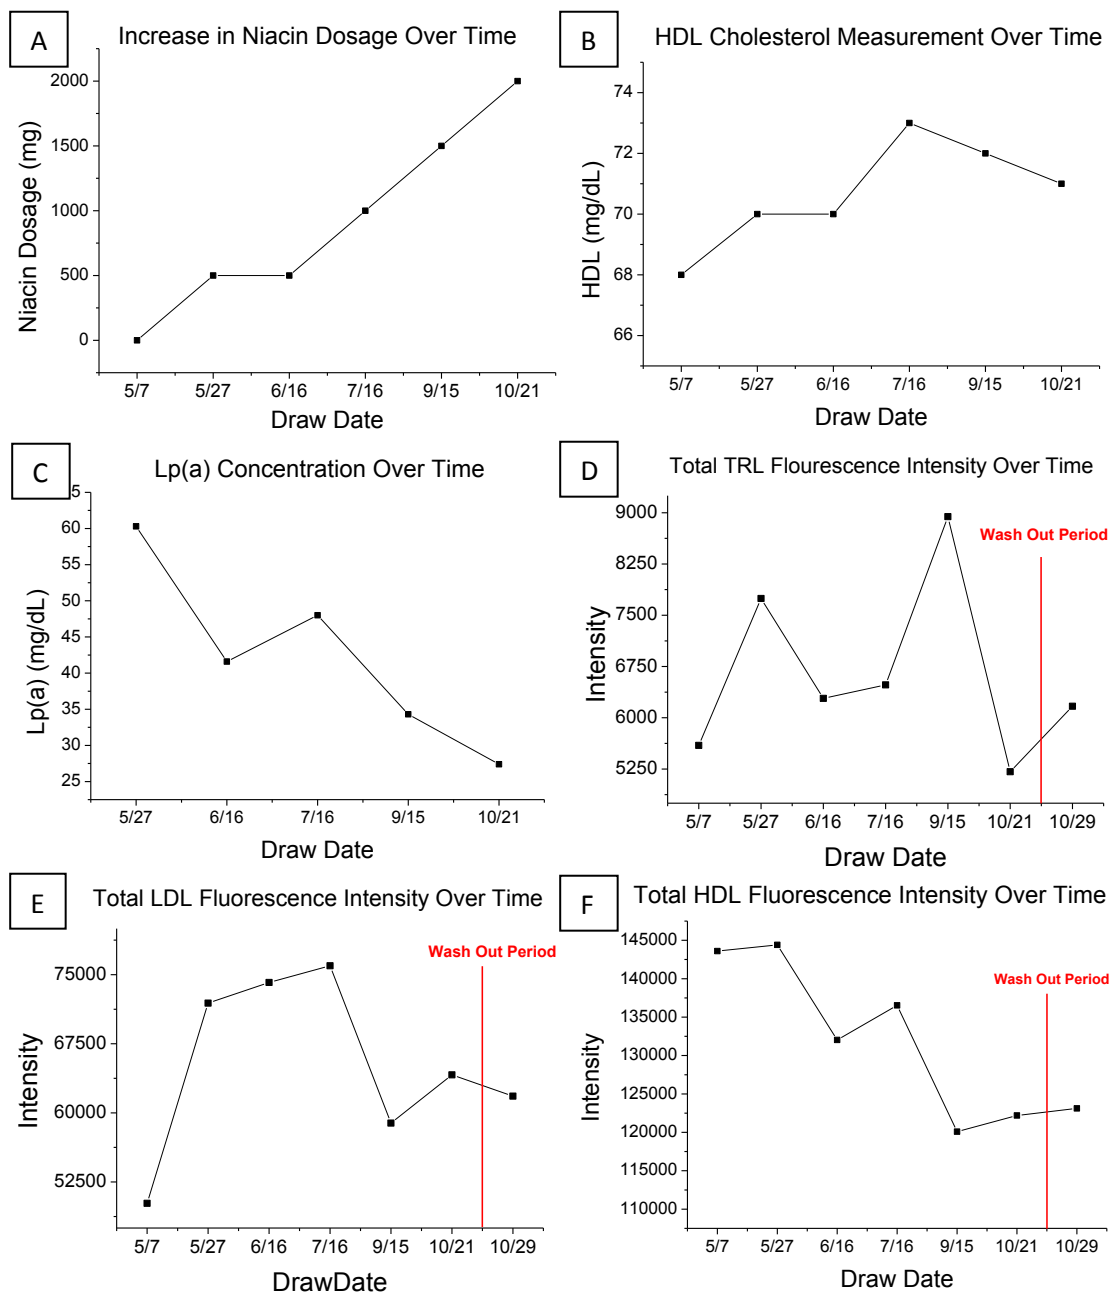 A
Increase in Niacin Dosage Over Time
Niacin Dosage (mg)
2000
1500
1000
500
0
5/7 5/27 6/16 7/16 9/15 10/21
Draw Date
B
HDL Cholesterol Measurement Over Time
HDL (mg/dL)
74
72
70
68
66
5/7 5/27 6/16 7/16 9/15 10/21
Draw Date
C
Lp(a) Concentration Over Time
Lp(a) (mg/dL)
5
60
55
50
45
40
35
30
25
5/27 6/16 7/16 9/15 10/21
Draw Date
D
Total TRL Flourescence Intensity Over Time
Intensity
9000
8250
7500
6750
6000
5250
Wash Out Period
5/7 5/27 6/16 7/16 9/15 10/21 10/29
Draw Date
E
Total LDL Fluorescence Intensity Over Time
Intensity
75000
67500
60000
52500
Wash Out Period
5/7 5/27 6/16 7/16 9/15 10/21 10/29
DrawDate
F
Total HDL Fluorescence Intensity Over Time
Intensity
145000
140000
135000
130000
125000
120000
115000
110000
Wash Out Period
5/7 5/27 6/16 7/16 9/15 10/21 10/29
Draw Date